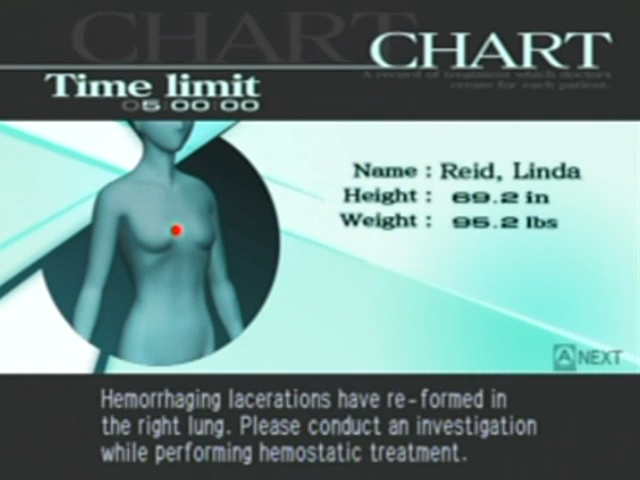 CHART
CHART
A record of treatment which doctors
create for each patient.
Time limit
05:00:00
Name : Reid, Linda
Height : 69.2 in
Weight : 95.2 lbs
A NEXT
Hemorrhaging lacerations have re-formed in
the right lung. Please conduct an investigation
while performing hemostatic treatment.